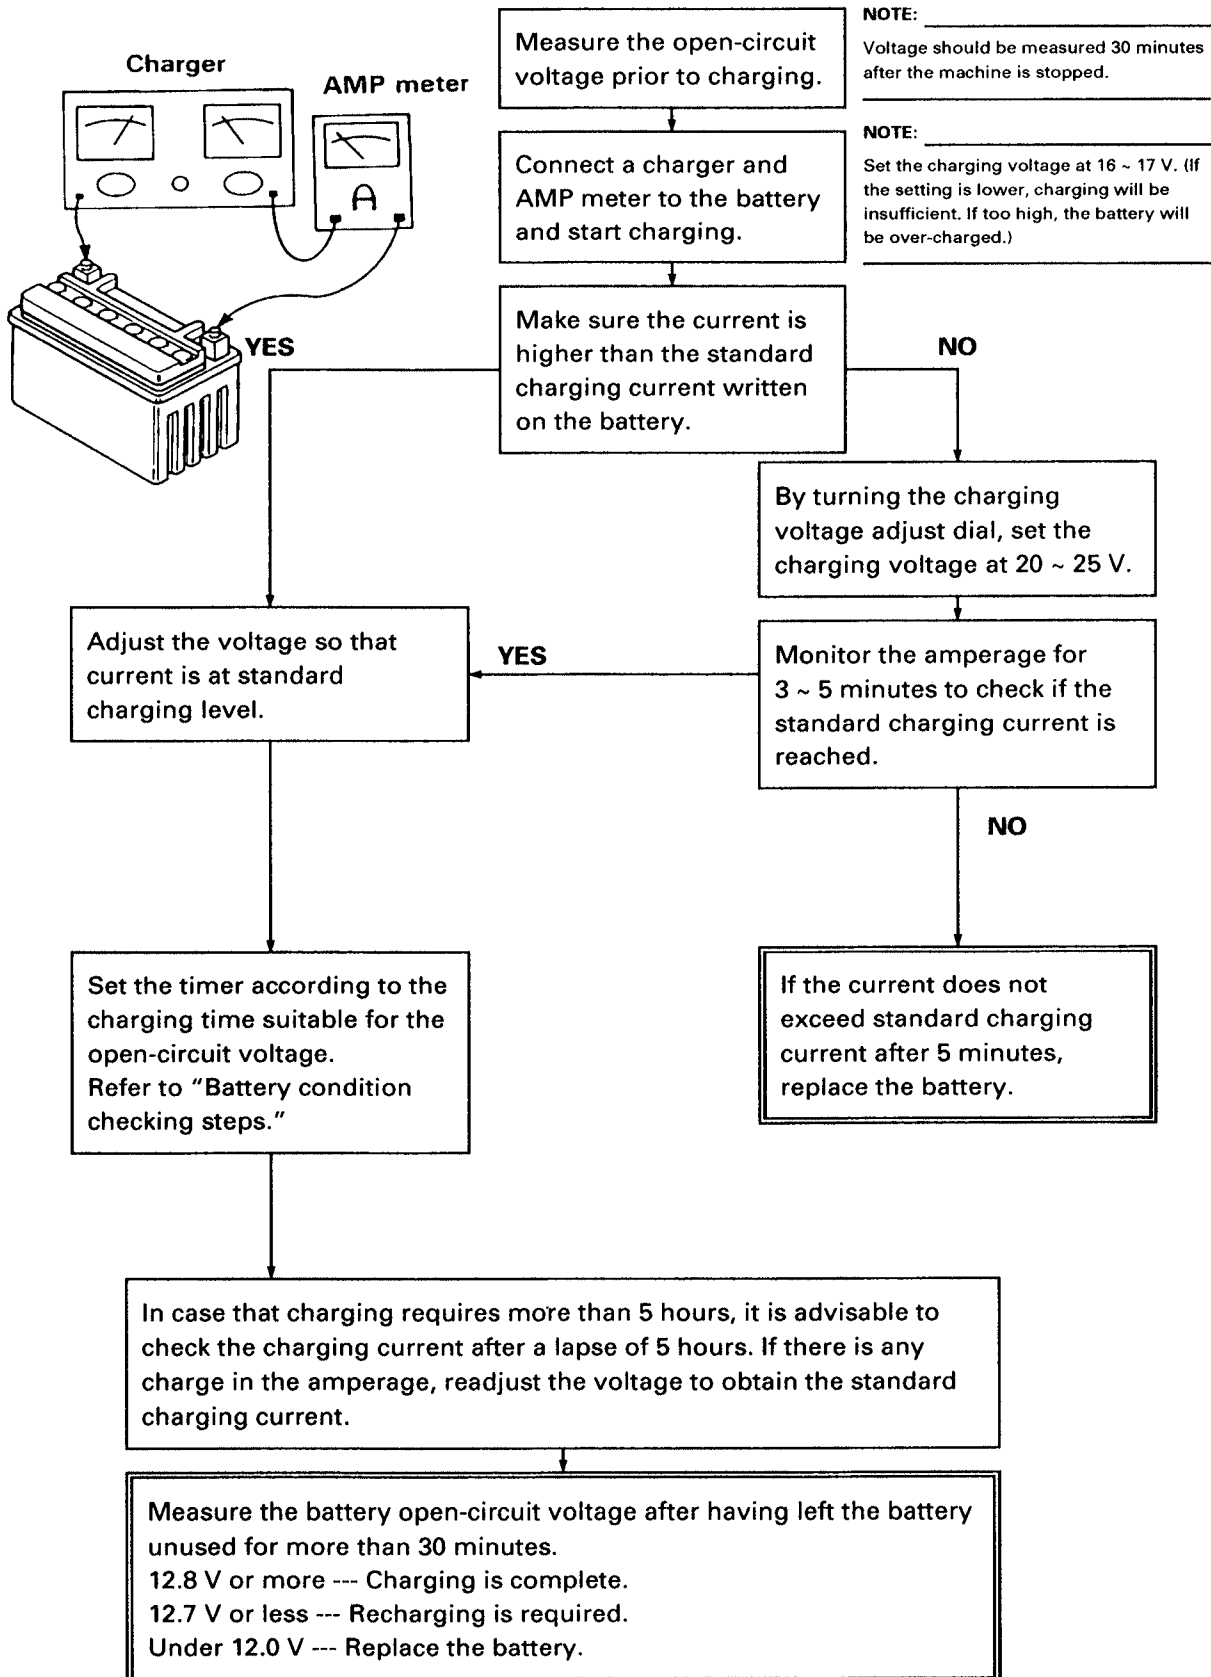 Charger
AMP meter
A
Measure the open-circuit
voltage prior to charging.
NOTE:
Voltage should be measured 30 minutes
after the machine is stopped.
Connect a charger and
AMP meter to the battery
and start charging.
NOTE:
Set the charging voltage at 16 ~ 17 V. (If
the setting is lower, charging will be
insufficient. If too high, the battery will
be over-charged.)
Make sure the current is
higher than the standard
charging current written
on the battery.
YES
NO
By turning the charging
voltage adjust dial, set the
charging voltage at 20 ~ 25 V.
Adjust the voltage so that
current is at standard
charging level.
YES
Monitor the amperage for
3 ~ 5 minutes to check if the
standard charging current is
reached.
NO
Set the timer according to the
charging time suitable for the
open-circuit voltage.
Refer to "Battery condition
checking steps."
If the current does not
exceed standard charging
current after 5 minutes,
replace the battery.
In case that charging requires more than 5 hours, it is advisable to
check the charging current after a lapse of 5 hours. If there is any
charge in the amperage, readjust the voltage to obtain the standard
charging current.
Measure the battery open-circuit voltage after having left the battery
unused for more than 30 minutes.
12.8 V or more --- Charging is complete.
12.7 V or less --- Recharging is required.
Under 12.0 V --- Replace the battery.